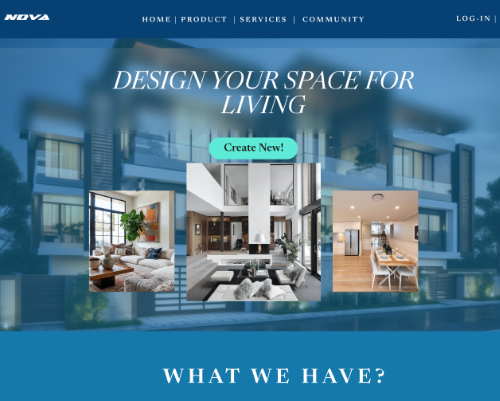 NOVA
HOME | PRODUCT | SERVICES | COMMUNITY
LOG-IN |
DESIGN YOUR SPACE FOR
LIVING
Create New!
WHAT WE HAVE?